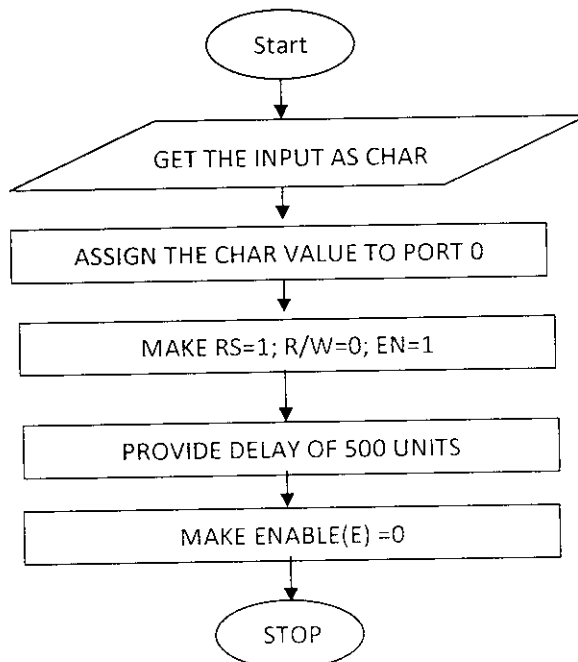 Start
GET THE INPUT AS CHAR
ASSIGN THE CHAR VALUE TO PORT 0
MAKE RS=1; R/W=0; EN=1
PROVIDE DELAY OF 500 UNITS
MAKE ENABLE(E) =0
STOP